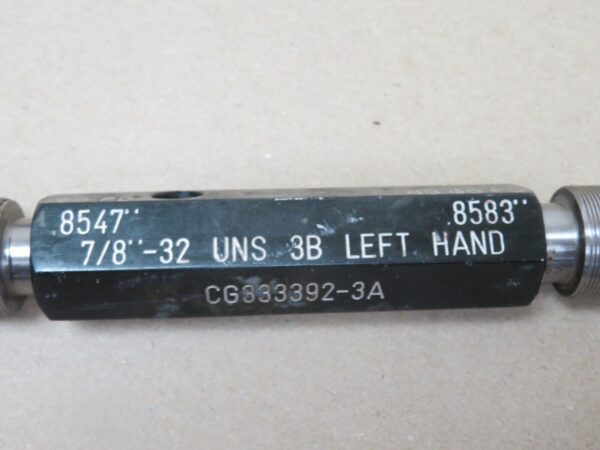 .8547'' .8583''
7/8''-32 UNS 3B LEFT HAND
CG833392-3A